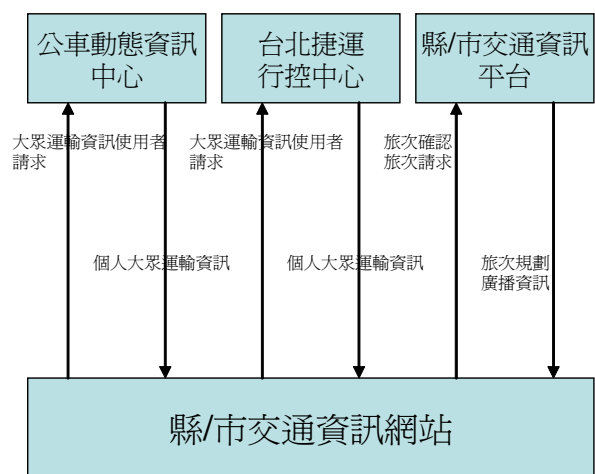 公車動態資訊
中心
台北捷運
行控中心
縣/市交通資訊
平台
大眾運輸資訊使用者
請求
大眾運輸資訊使用者
請求
旅次確認
旅次請求
個人大眾運輸資訊
個人大眾運輸資訊
旅次規劃
廣播資訊
縣/市交通資訊網站